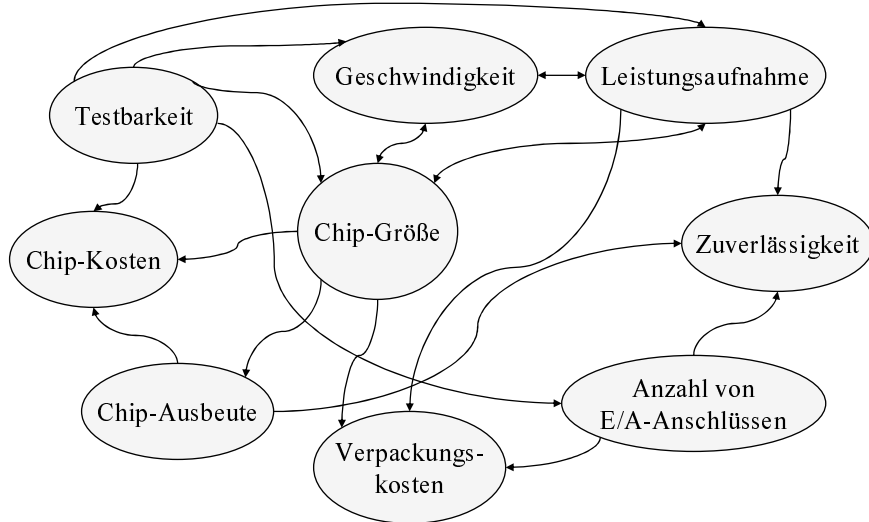 Geschwindigkeit
Leistungsaufnahme
Testbarkeit
Chip-Größe
Zuverlässigkeit
Chip-Kosten
Chip-Ausbeute
Anzahl von
E/A-Anschlüssen
Verpackungs-
kosten